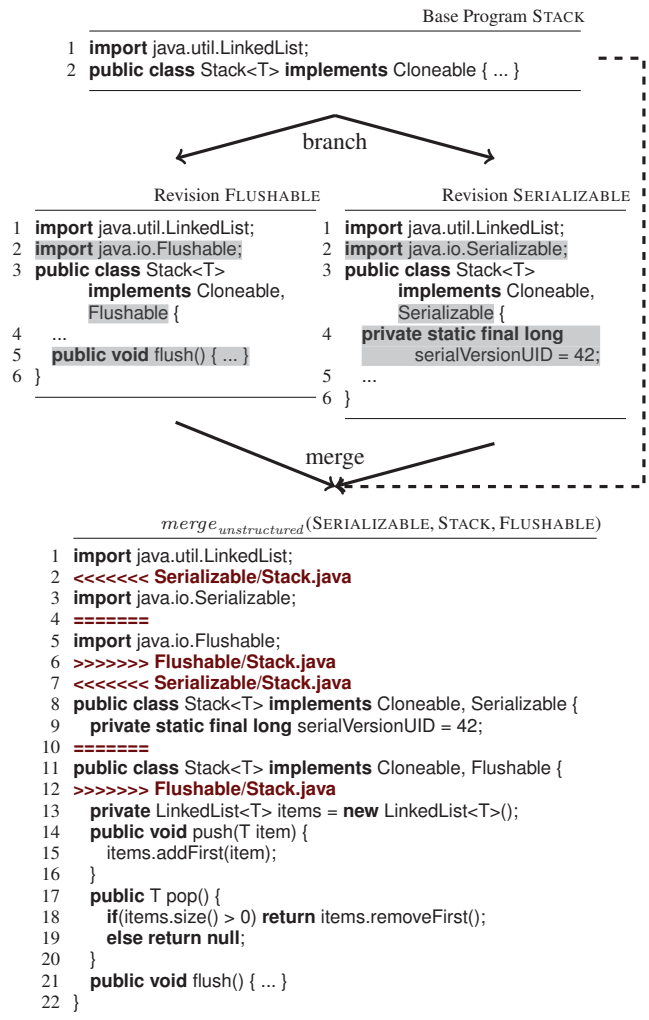 Base Program STACK
1 import java.util.LinkedList;
2 public class Stack<T> implements Cloneable { ... }
branch
Revision FLUSHABLE
1 import java.util.LinkedList;
2 import java.io.Flushable;
3 public class Stack<T>
implements Cloneable,
Flushable {
4 ...
5 public void flush() { ... }
6 }
Revision SERIALIZABLE
1 import java.util.LinkedList;
2 import java.io.Serializable;
3 public class Stack<T>
implements Cloneable,
Serializable {
4 private static final long
serialVersionUID = 42;
5 ...
6 }
merge
merge_unstructured(SERIALIZABLE, STACK, FLUSHABLE)
1 import java.util.LinkedList;
2 <<<<<<< Serializable/Stack.java
3 import java.io.Serializable;
4 =======
5 import java.io.Flushable;
6 >>>>>>> Flushable/Stack.java
7 <<<<<<< Serializable/Stack.java
8 public class Stack<T> implements Cloneable, Serializable {
9 private static final long serialVersionUID = 42;
10 =======
11 public class Stack<T> implements Cloneable, Flushable {
12 >>>>>>> Flushable/Stack.java
13 private LinkedList<T> items = new LinkedList<T>();
14 public void push(T item) {
15 items.addFirst(item);
16 }
17 public T pop() {
18 if(items.size() > 0) return items.removeFirst();
19 else return null;
20 }
21 public void flush() { ... }
22 }